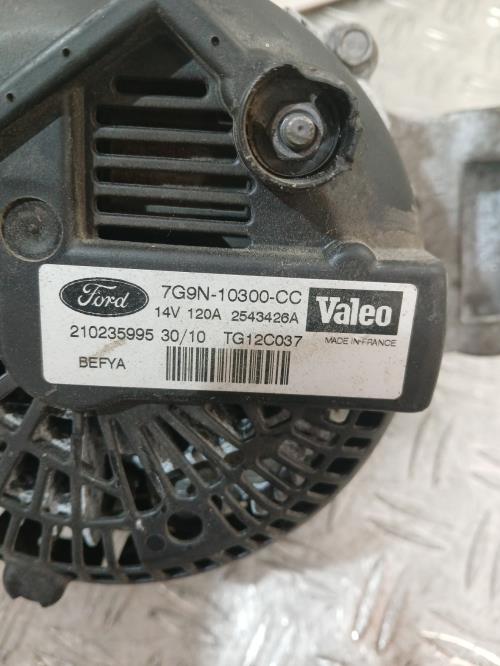 Ford 7G9N-10300-CC Valeo
14V 120A 2543426A MADE IN FRANCE
210235995 30/10 TG12C037
BEFYA